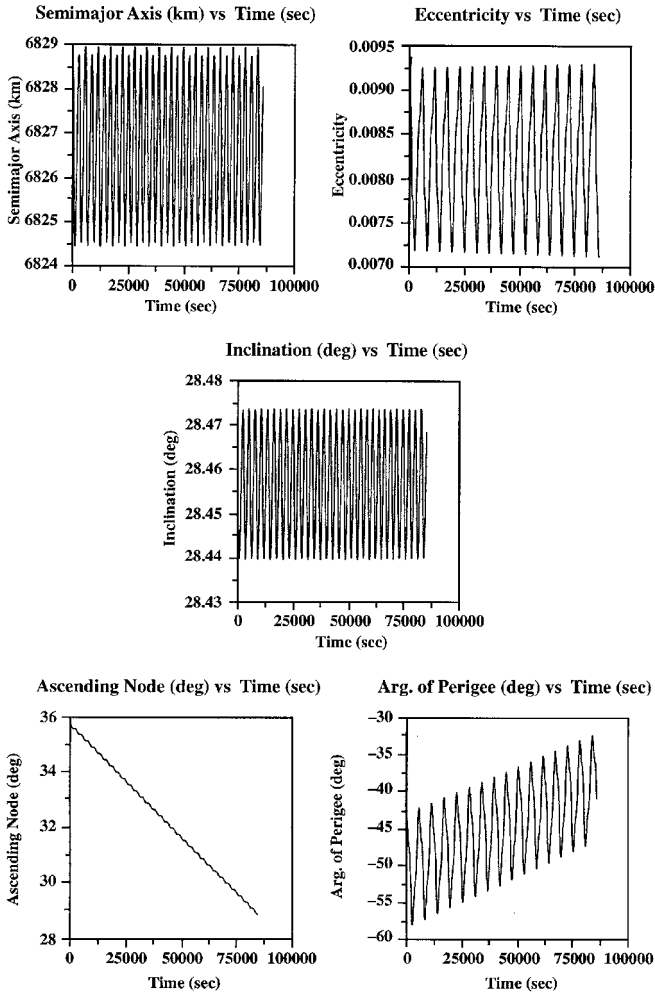 Semimajor Axis (km) vs Time (sec)
6829
6828
6827
6826
6825
6824
Semimajor Axis (km)
0 25000 50000 75000 100000
Time (sec)
Eccentricity vs Time (sec)
0.0095
0.0090
0.0085
0.0080
0.0075
0.0070
Eccentricity
0 25000 50000 75000 100000
Time (sec)
Inclination (deg) vs Time (sec)
28.48
28.47
28.46
28.45
28.44
28.43
Inclination (deg)
0 25000 50000 75000 100000
Time (sec)
Ascending Node (deg) vs Time (sec)
36
34
32
30
28
Ascending Node (deg)
0 25000 50000 75000 100000
Time (sec)
Arg. of Perigee (deg) vs Time (sec)
−30
−35
−40
−45
−50
−55
−60
Arg. of Perigee (deg)
0 25000 50000 75000 100000
Time (sec)